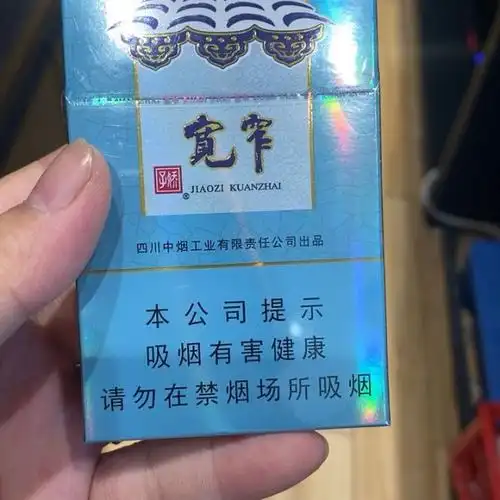 宽窄
娇子
® JIAOZI KUANZHAI
四川中烟工业有限责任公司出品
本公司提示
吸烟有害健康
请勿在禁烟场所吸烟